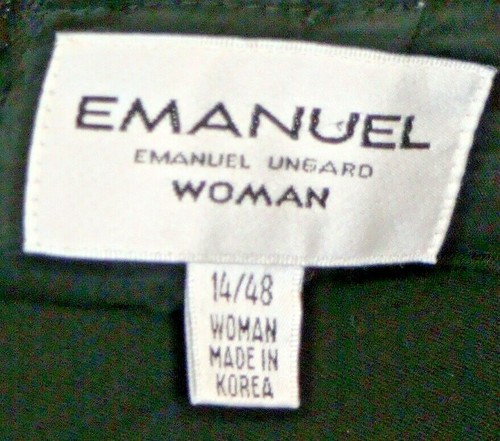 EMANUEL
EMANUEL UNGARO
WOMAN
14/48
WOMAN
MADE IN
KOREA